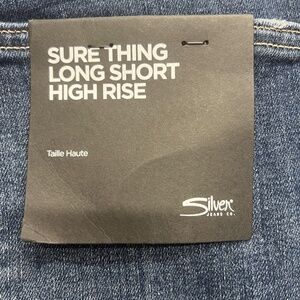 SURE THING
LONG SHORT
HIGH RISE
Taille Haute
Silver
JEANS CO.